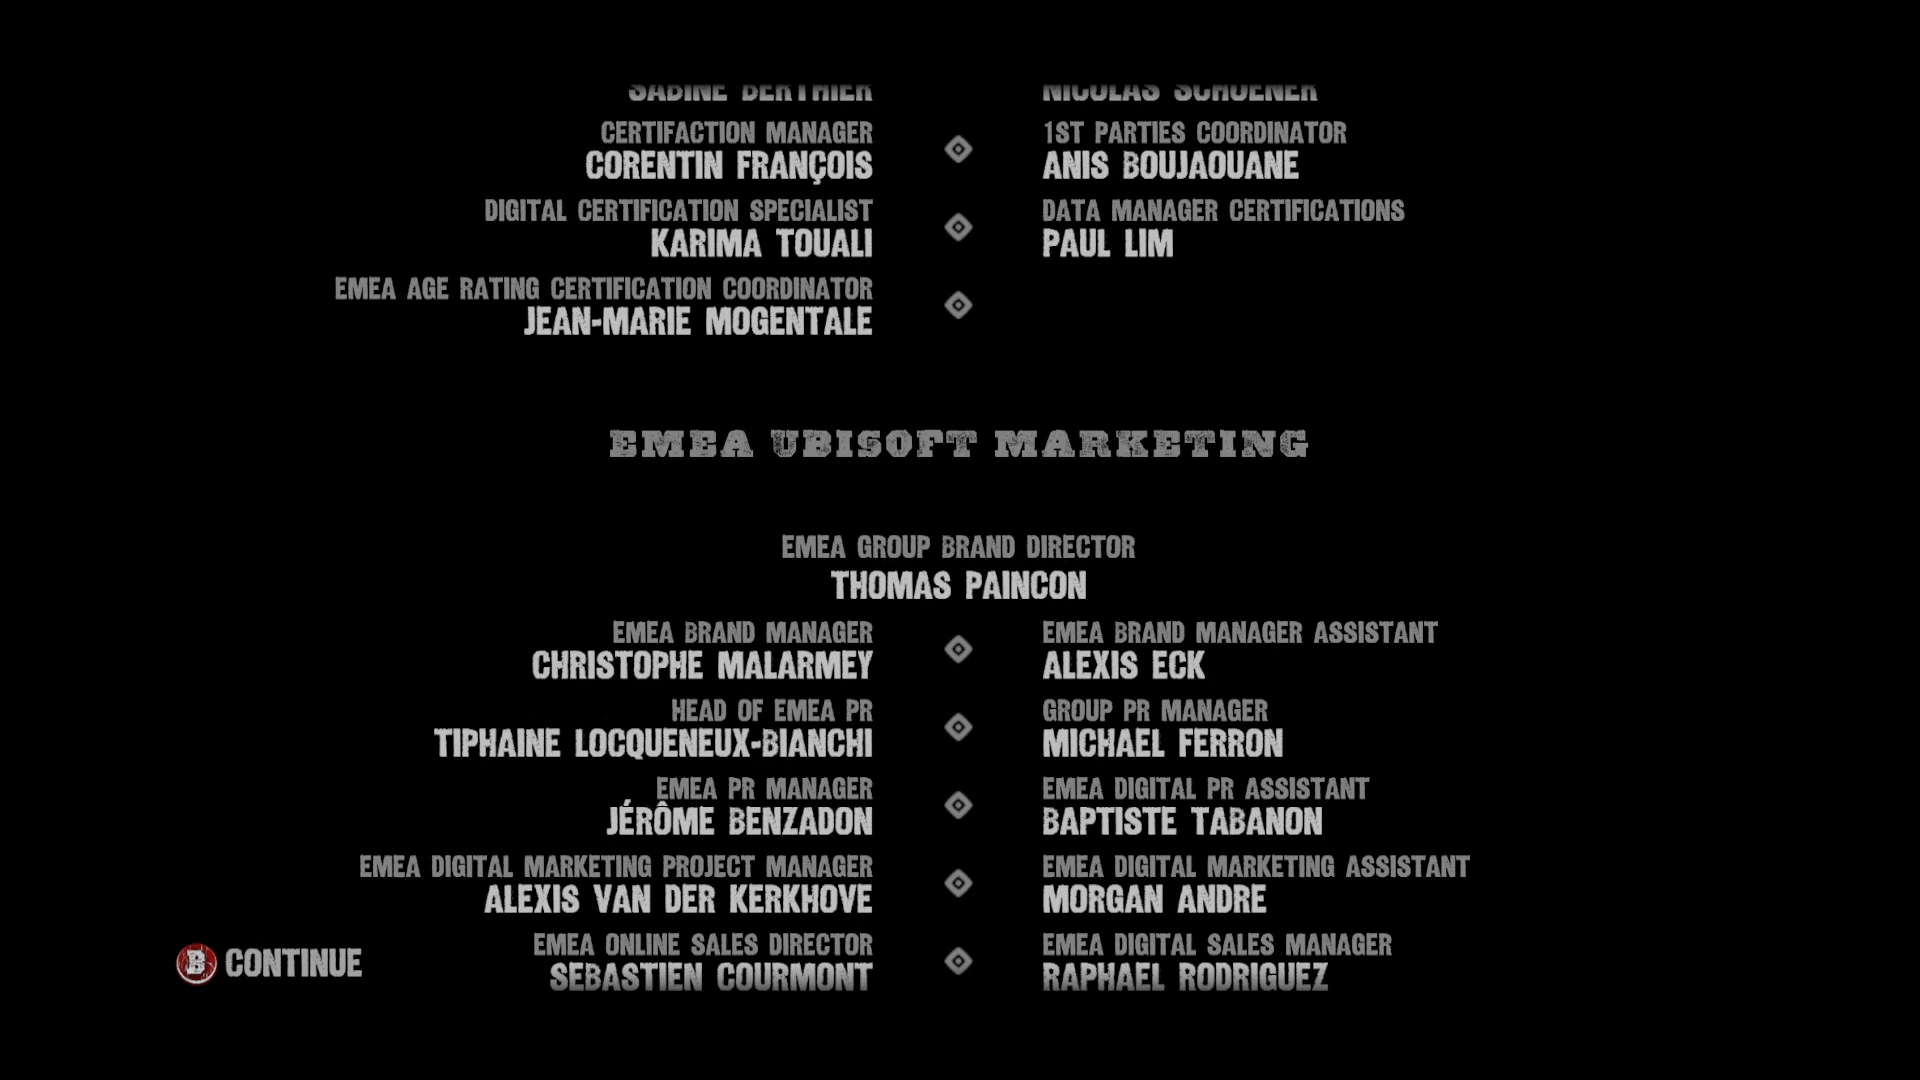 SABINE BERTHIER
NICOLAS SCHOENER
CERTIFACTION MANAGER
1ST PARTIES COORDINATOR
CORENTIN FRANÇOIS
ANIS BOUJAOUANE
DIGITAL CERTIFICATION SPECIALIST
DATA MANAGER CERTIFICATIONS
KARIMA TOUALI
PAUL LIM
EMEA AGE RATING CERTIFICATION COORDINATOR
JEAN-MARIE MOGENTALE
EMEA UBISOFT MARKETING
EMEA GROUP BRAND DIRECTOR
THOMAS PAINCON
EMEA BRAND MANAGER
EMEA BRAND MANAGER ASSISTANT
CHRISTOPHE MALARMEY
ALEXIS ECK
HEAD OF EMEA PR
GROUP PR MANAGER
TIPHAINE LOCQUENEUX-BIANCHI
MICHAEL FERRON
EMEA PR MANAGER
EMEA DIGITAL PR ASSISTANT
JÉRÔME BENZADON
BAPTISTE TABANON
EMEA DIGITAL MARKETING PROJECT MANAGER
EMEA DIGITAL MARKETING ASSISTANT
ALEXIS VAN DER KERKHOVE
MORGAN ANDRE
EMEA ONLINE SALES DIRECTOR
EMEA DIGITAL SALES MANAGER
SEBASTIEN COURMONT
RAPHAEL RODRIGUEZ
B CONTINUE